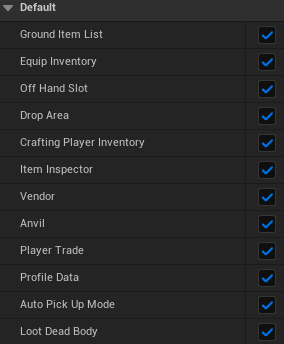 Default
Ground Item List
Equip Inventory
Off Hand Slot
Drop Area
Crafting Player Inventory
Item Inspector
Vendor
Anvil
Player Trade
Profile Data
Auto Pick Up Mode
Loot Dead Body